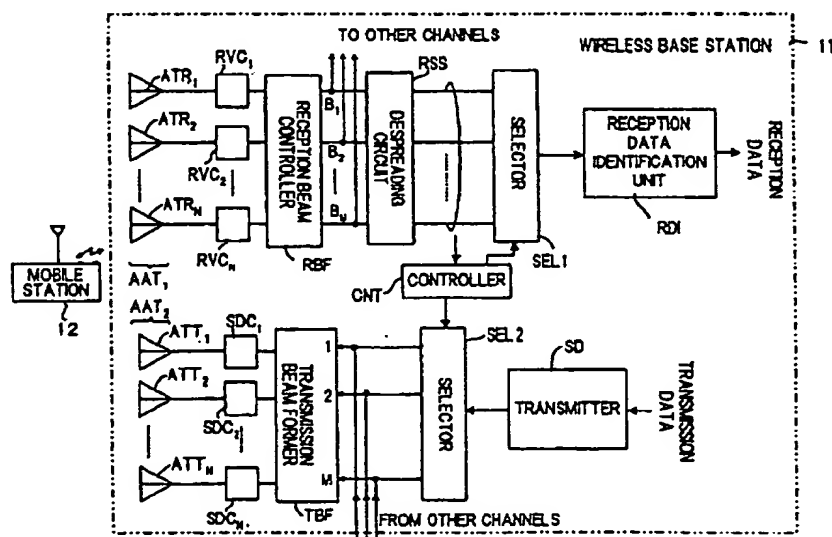 TO OTHER CHANNELS
WIRELESS BASE STATION
11
ATR1
RVC1
RSS
ATR2
RVC2
ATRN
RVCN
RECEPTION BEAM
CONTROLLER
RBF
B1
B2
BM
DESPREADING
CIRCUIT
SELECTOR
SEL1
RECEPTION
DATA
IDENTIFICATION
UNIT
RDI
RECEPTION
DATA
MOBILE
STATION
12
AAT1
AAT2
CONTROLLER
CNT
ATT1
SDC1
ATT2
SDC2
ATTN
SDCN
TRANSMISSION
BEAM FORMER
TBF
1
2
M
SEL2
SELECTOR
SD
TRANSMITTER
TRANSMISSION
DATA
FROM OTHER CHANNELS